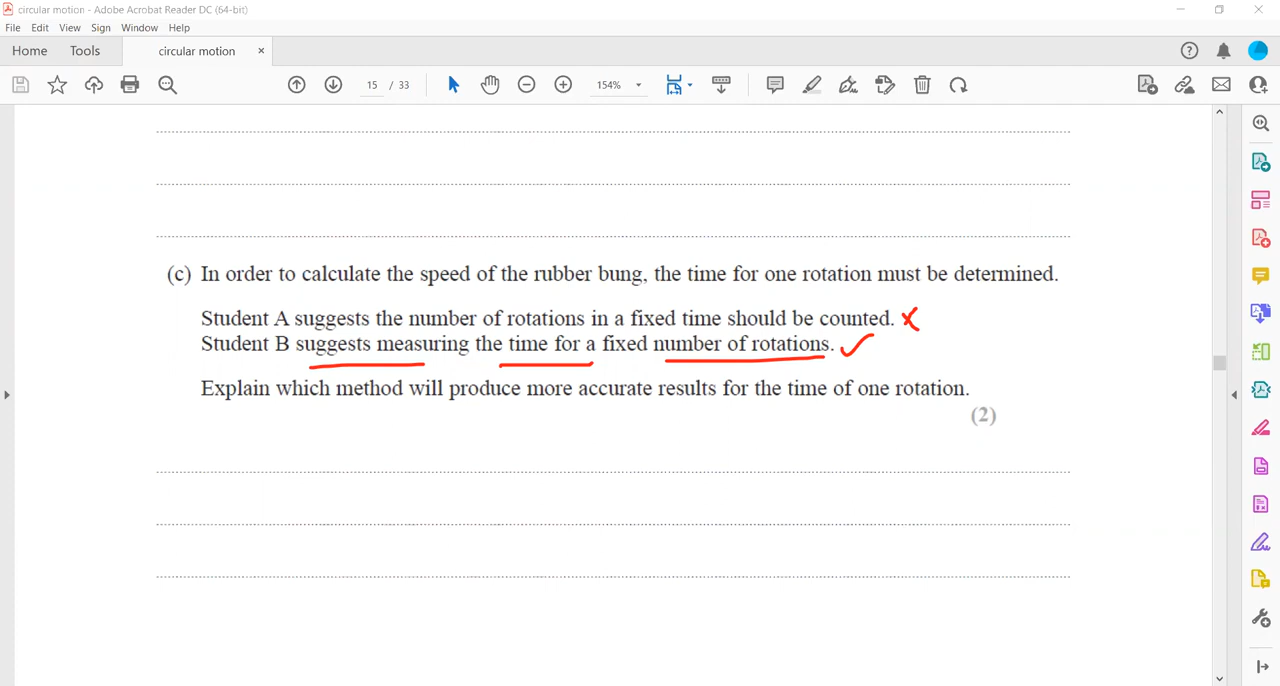 circular motion - Adobe Acrobat Reader DC (64-bit)
File Edit View Sign Window Help
Home Tools circular motion ×
15 / 33 154%
(c) In order to calculate the speed of the rubber bung, the time for one rotation must be determined.
Student A suggests the number of rotations in a fixed time should be counted.
Student B suggests measuring the time for a fixed number of rotations.
Explain which method will produce more accurate results for the time of one rotation.
(2)